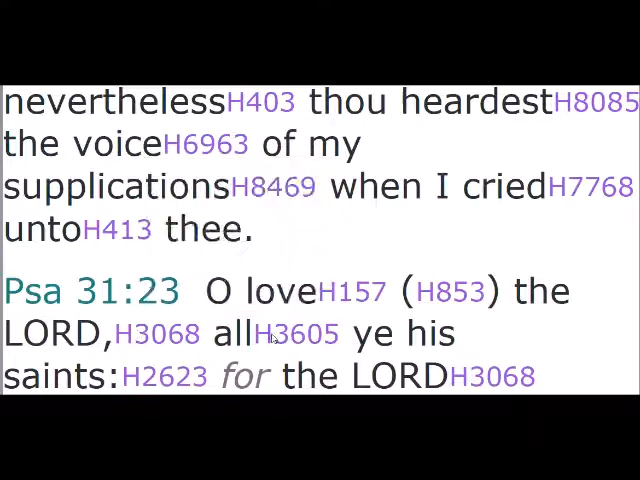 neverthelessH403 thou heardestH8085
the voiceH6963 of my
supplicationsH8469 when I criedH7768
untoH413 thee.
Psa 31:23 O loveH157 (H853) the
LORD,H3068 allH3605 ye his
saints:H2623 for the LORDH3068